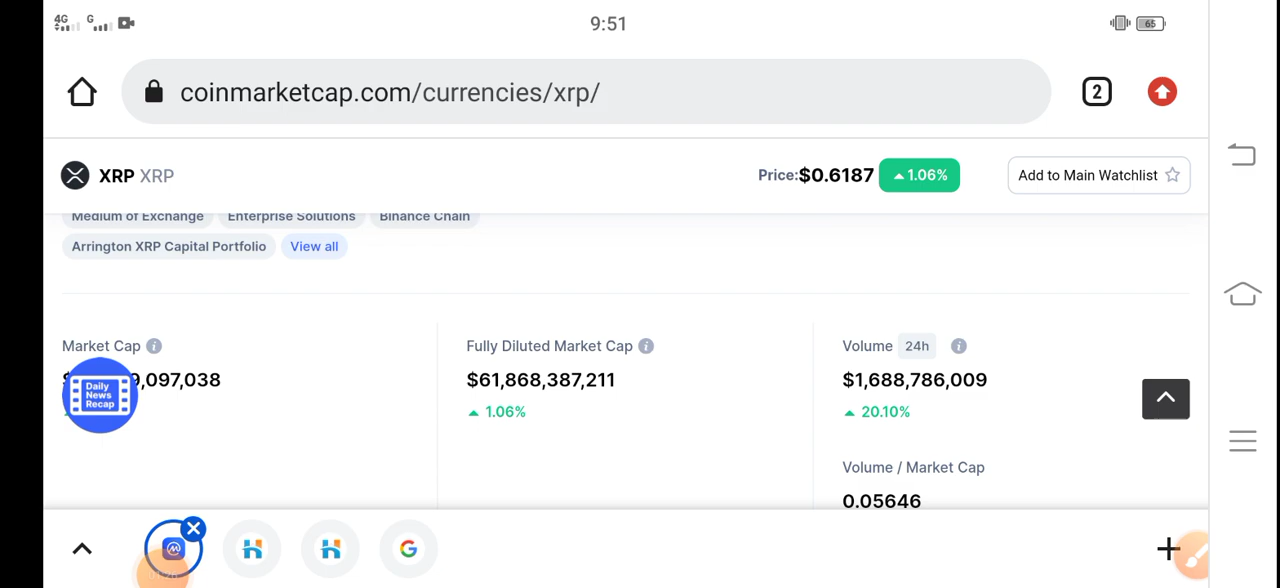 4G G 9:51 65
coinmarketcap.com/currencies/xrp/ 2
XRP XRP Price:$0.6187 1.06% Add to Main Watchlist
Medium of Exchange Enterprise Solutions Binance Chain
Arrington XRP Capital Portfolio View all
Market Cap Fully Diluted Market Cap Volume 24h
,097,038 $61,868,387,211 $1,688,786,009
Daily
News
Recap
1.06% 20.10%
Volume / Market Cap
0.05646